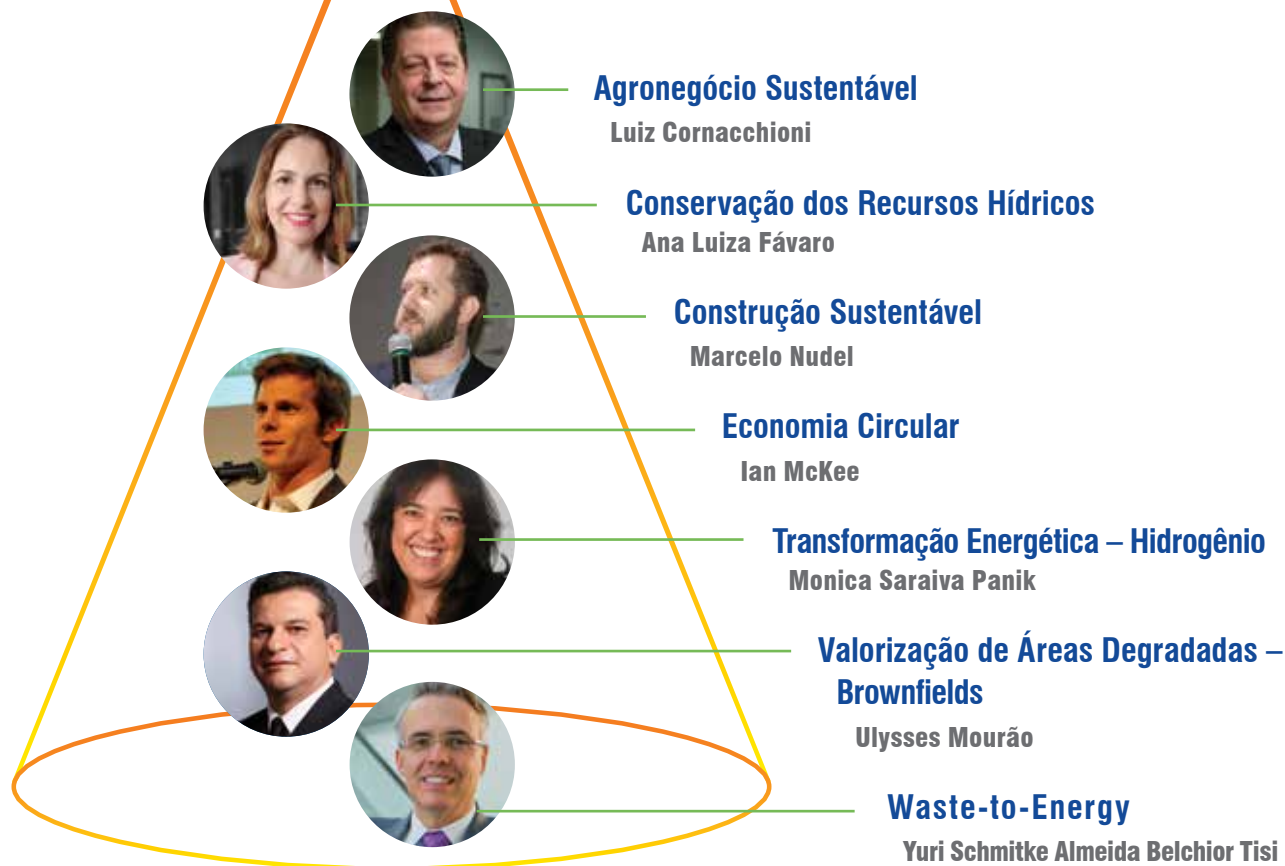 Agronegócio Sustentável
Luiz Cornacchioni
Conservação dos Recursos Hídricos
Ana Luiza Fávaro
Construção Sustentável
Marcelo Nudel
Economia Circular
Ian McKee
Transformação Energética – Hidrogênio
Monica Saraiva Panik
Valorização de Áreas Degradadas –
Brownfields
Ulysses Mourão
Waste-to-Energy
Yuri Schmitke Almeida Belchior Tisi